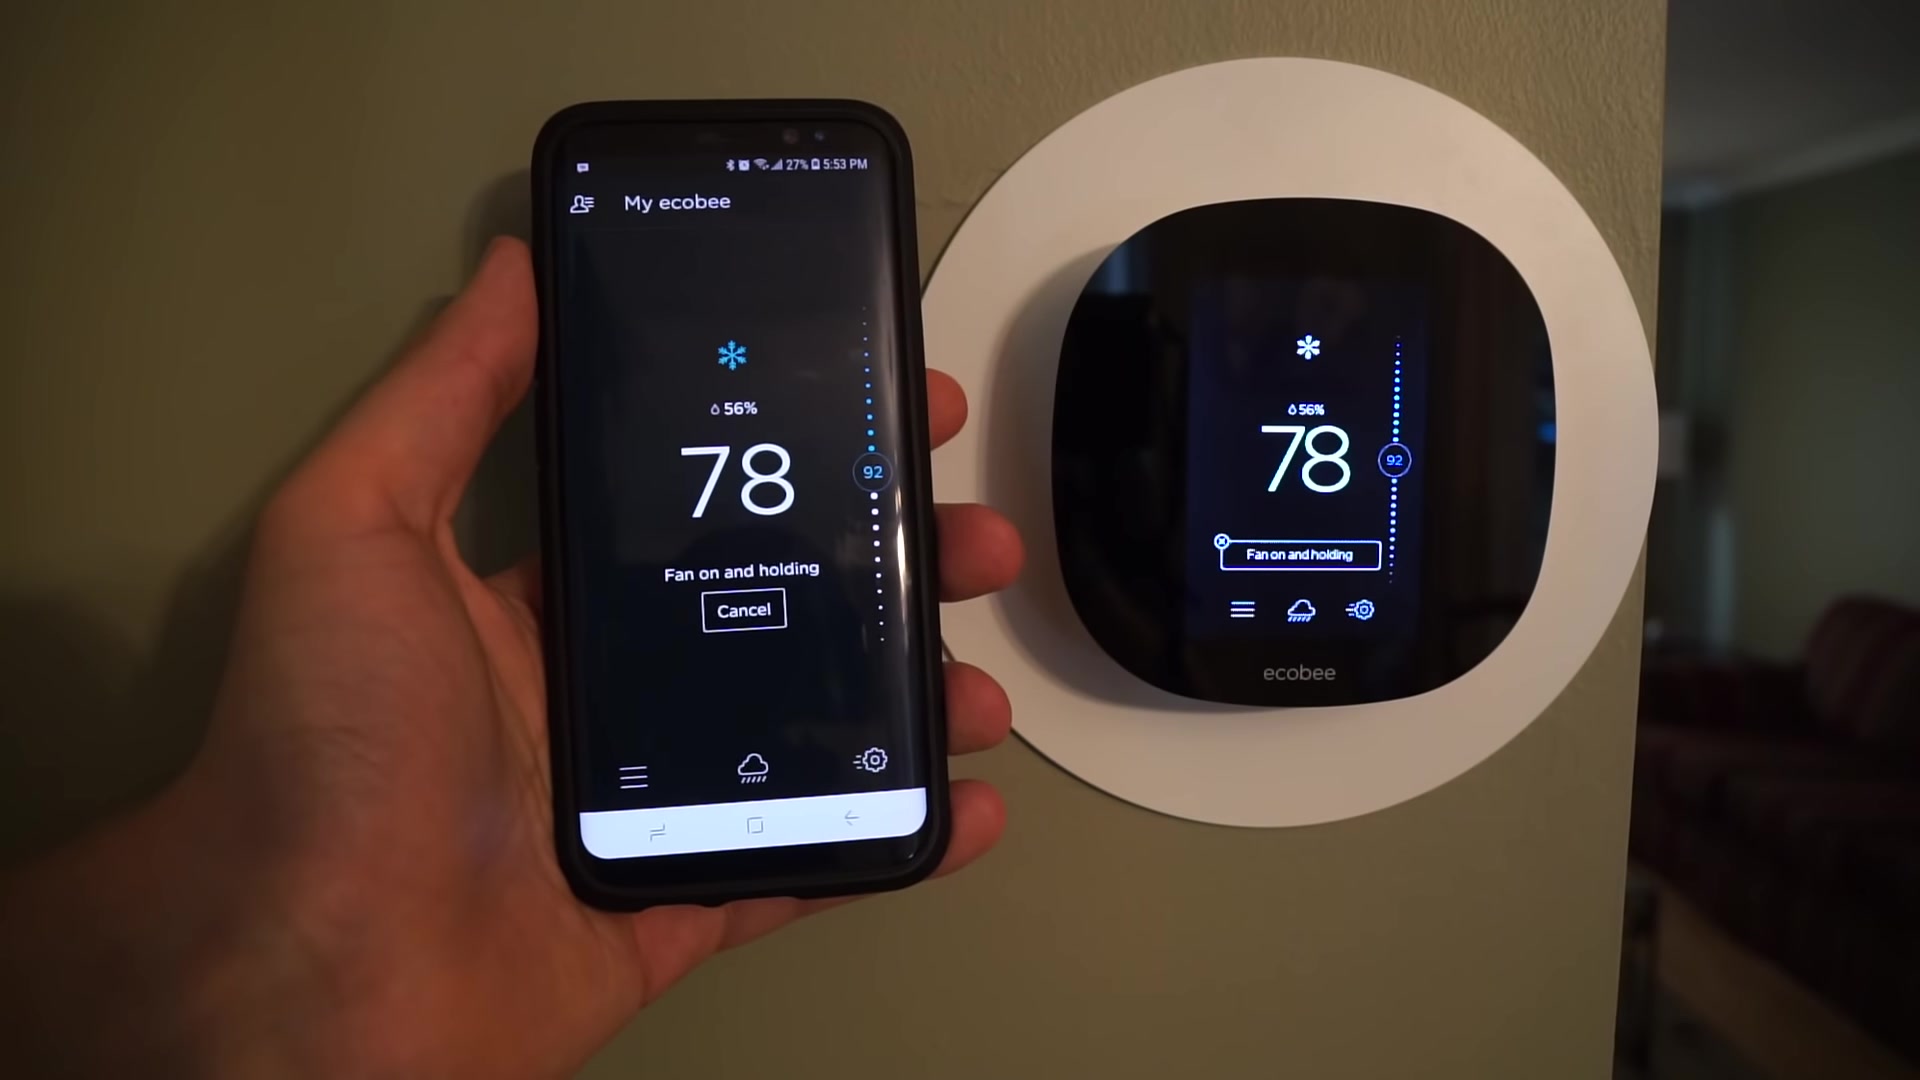 27% 5:53 PM
My ecobee
56%
78
92
Fan on and holding
Cancel
56%
78
92
Fan on and holding
ecobee